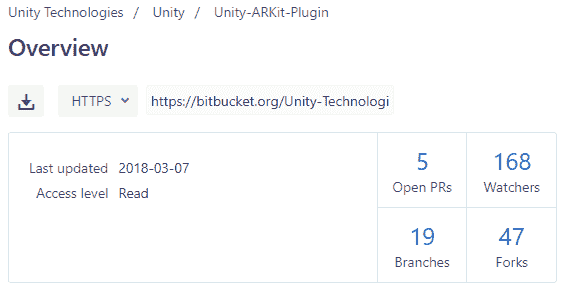 Unity Technologies / Unity / Unity-ARKit-Plugin
Overview
HTTPS https://bitbucket.org/Unity-Technologi
Last updated 2018-03-07
Access level Read
5 168
Open PRs Watchers
19 47
Branches Forks